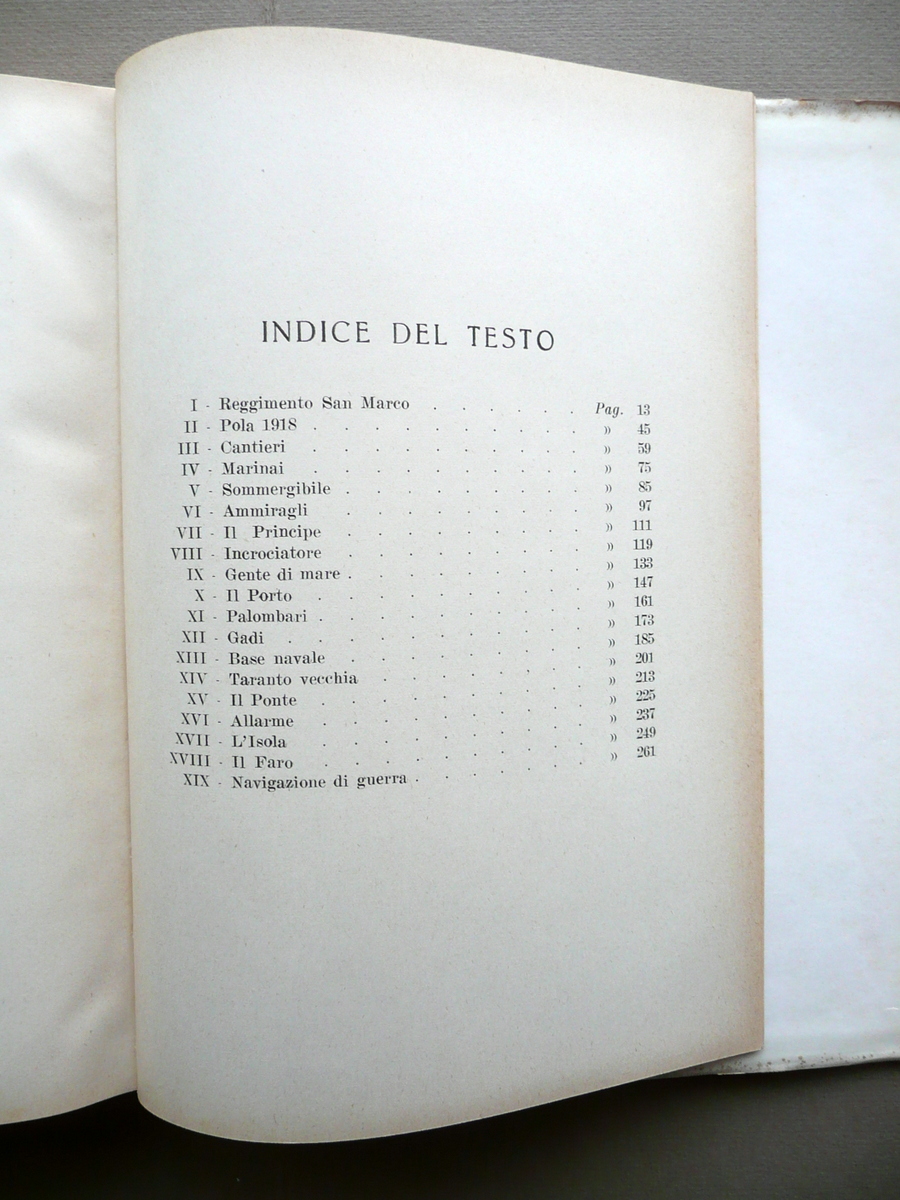 INDICE DEL TESTO
I - Reggimento San Marco . . . . . . Pag. 13
II - Pola 1918 . . . . . . . . . . » 45
III - Cantieri . . . . . . . . . . » 59
IV - Marinai . . . . . . . . . . » 75
V - Sommergibile . . . . . . . . . » 85
VI - Ammiragli . . . . . . . . . » 97
VII - Il Principe . . . . . . . . . » 111
VIII - Incrociatore . . . . . . . . . » 119
IX - Gente di mare . . . . . . . . . » 133
X - Il Porto . . . . . . . . . . » 147
XI - Palombari . . . . . . . . . . » 161
XII - Gadi . . . . . . . . . . . » 173
XIII - Base navale . . . . . . . . » 185
XIV - Taranto vecchia . . . . . . . . » 201
XV - Il Ponte . . . . . . . . . . » 213
XVI - Allarme . . . . . . . . . . » 225
XVII - L'Isola . . . . . . . . . . » 237
XVIII - Il Faro . . . . . . . . . . » 249
XIX - Navigazione di guerra . . . . . . . » 261